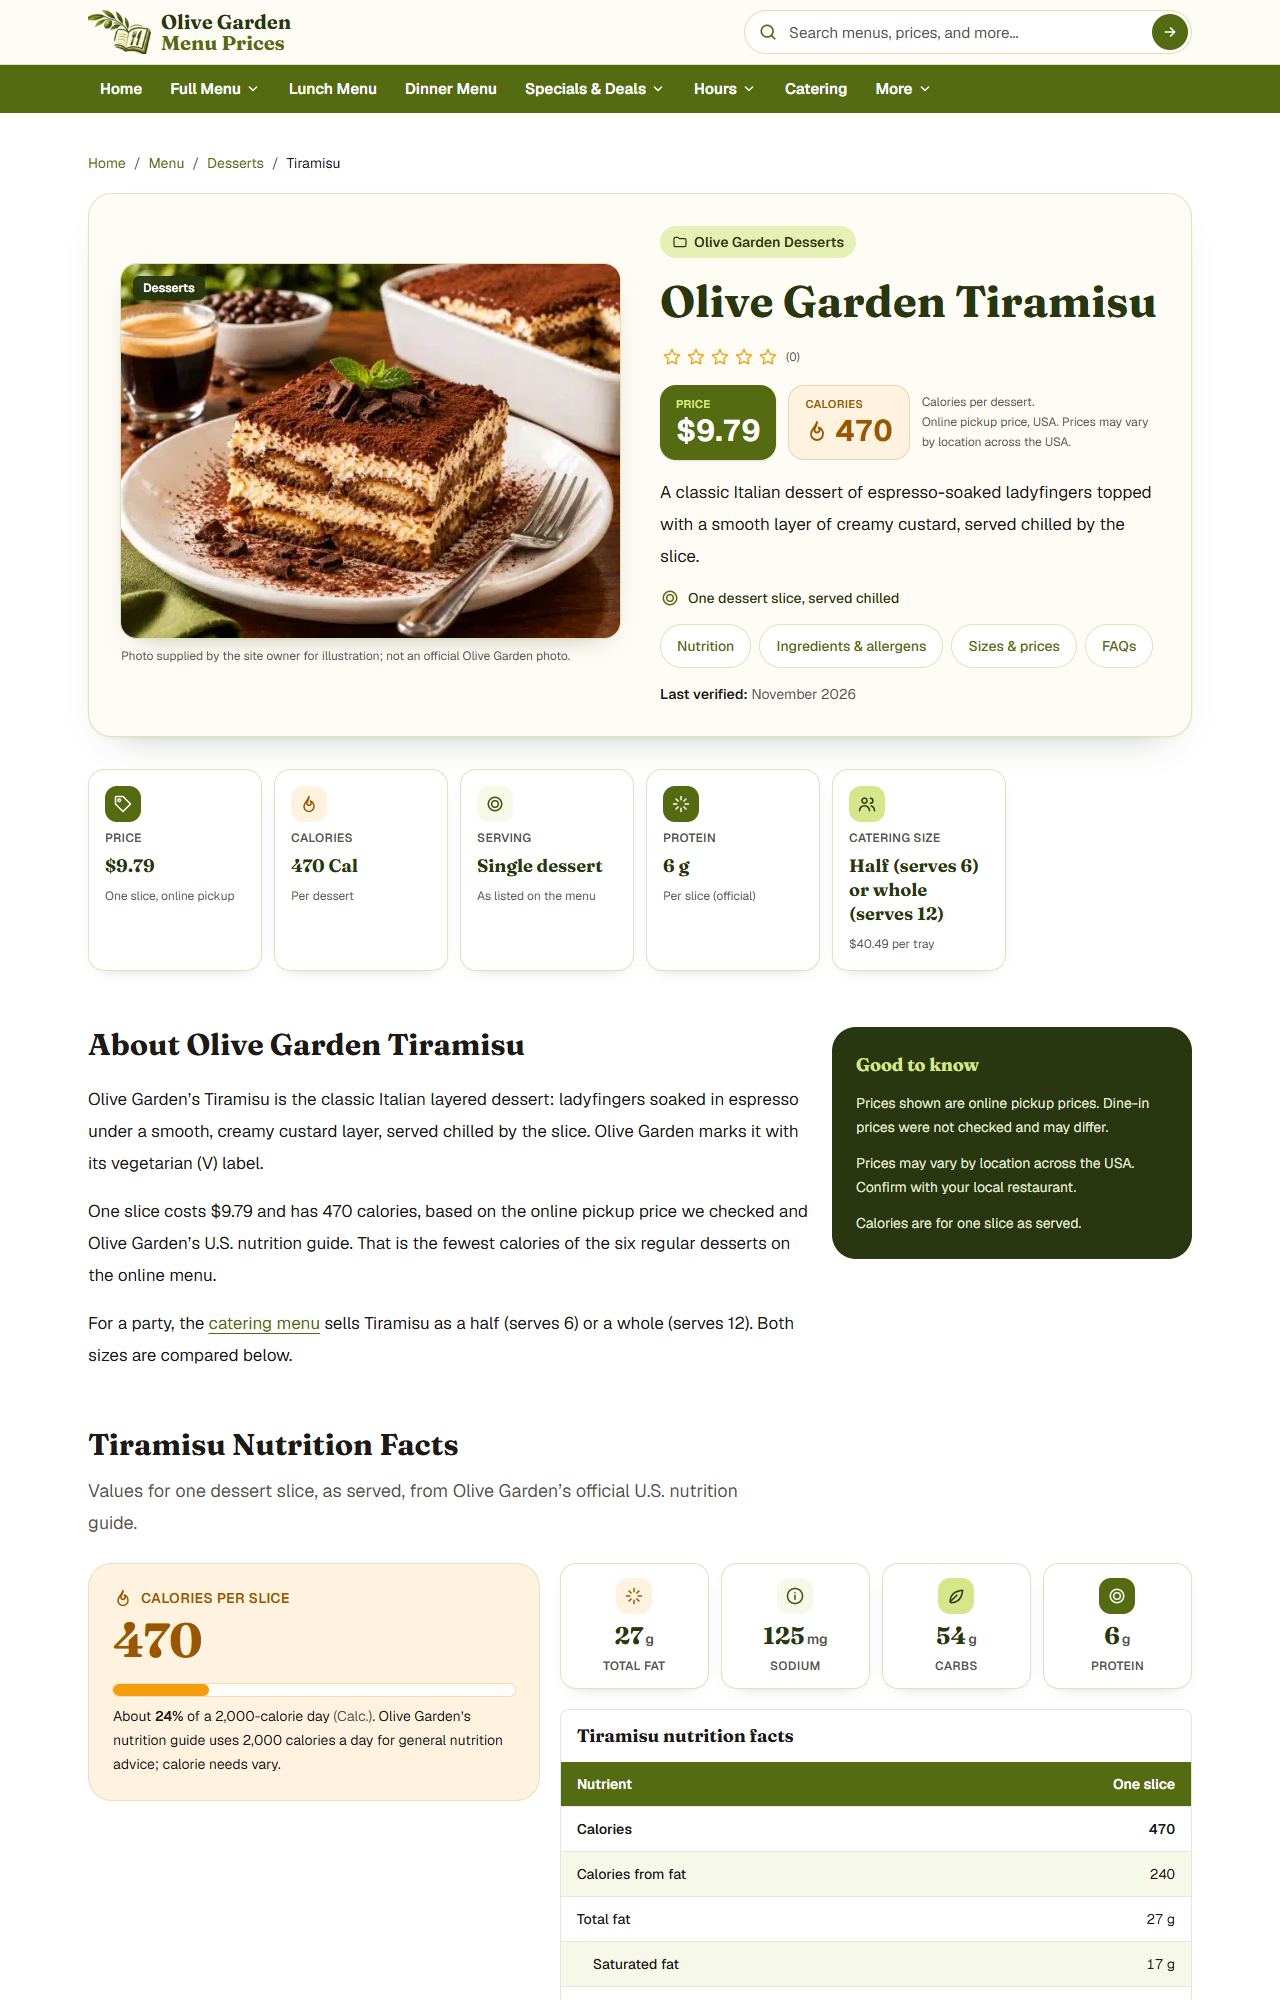 Olive Garden
Menu Prices
Search menus, prices, and more...
Home
Full Menu
Lunch Menu
Dinner Menu
Specials & Deals
Hours
Catering
More
Home / Menu / Desserts / Tiramisu
Desserts
Photo supplied by the site owner for illustration; not an official Olive Garden photo.
Olive Garden Desserts
Olive Garden Tiramisu
(0)
PRICE
$9.79
CALORIES
470
Calories per dessert.
Online pickup price, USA. Prices may vary
by location across the USA.
A classic Italian dessert of espresso-soaked ladyfingers topped
with a smooth layer of creamy custard, served chilled by the
slice.
One dessert slice, served chilled
Nutrition
Ingredients & allergens
Sizes & prices
FAQs
Last verified: November 2026
PRICE
$9.79
One slice, online pickup
CALORIES
470 Cal
Per dessert
SERVING
Single dessert
As listed on the menu
PROTEIN
6 g
Per slice (official)
CATERING SIZE
Half (serves 6)
or whole
(serves 12)
$40.49 per tray
About Olive Garden Tiramisu
Olive Garden’s Tiramisu is the classic Italian layered dessert: ladyfingers soaked in espresso
under a smooth, creamy custard layer, served chilled by the slice. Olive Garden marks it with
its vegetarian (V) label.
One slice costs $9.79 and has 470 calories, based on the online pickup price we checked and
Olive Garden’s U.S. nutrition guide. That is the fewest calories of the six regular desserts on
the online menu.
For a party, the catering menu sells Tiramisu as a half (serves 6) or a whole (serves 12). Both
sizes are compared below.
Good to know
Prices shown are online pickup prices. Dine-in
prices were not checked and may differ.
Prices may vary by location across the USA.
Confirm with your local restaurant.
Calories are for one slice as served.
Tiramisu Nutrition Facts
Values for one dessert slice, as served, from Olive Garden’s official U.S. nutrition
guide.
CALORIES PER SLICE
470
About 24% of a 2,000-calorie day (Calc.). Olive Garden’s
nutrition guide uses 2,000 calories a day for general nutrition
advice; calorie needs vary.
27 g
TOTAL FAT
125 mg
SODIUM
54 g
CARBS
6 g
PROTEIN
Tiramisu nutrition facts
Nutrient One slice
Calories 470
Calories from fat 240
Total fat 27 g
Saturated fat 17 g